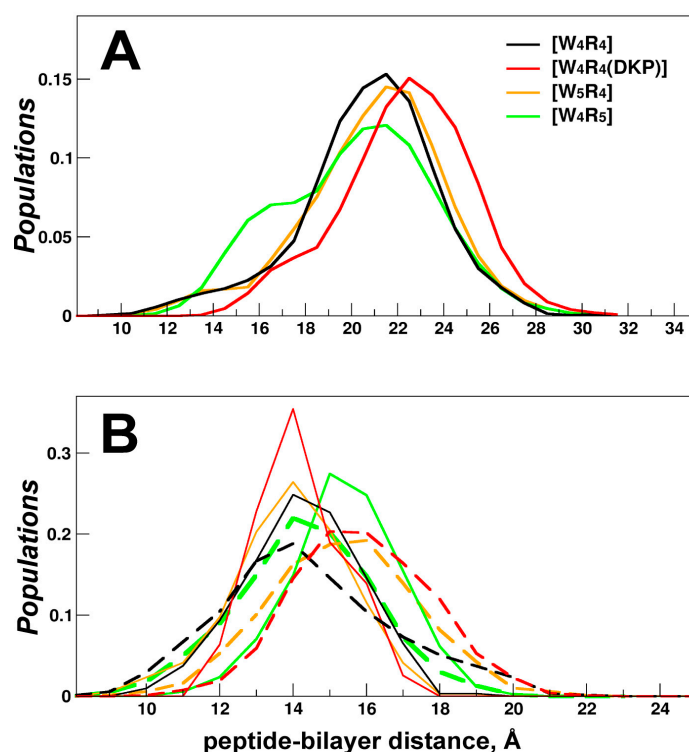 A
[W4R4]
[W4R4(DKP)]
[W5R4]
[W4R5]
Populations
0.15
0.1
0.05
0
10 12 14 16 18 20 22 24 26 28 30 32 34
B
Populations
0.3
0.2
0.1
0
10 12 14 16 18 20 22 24
peptide-bilayer distance, Å